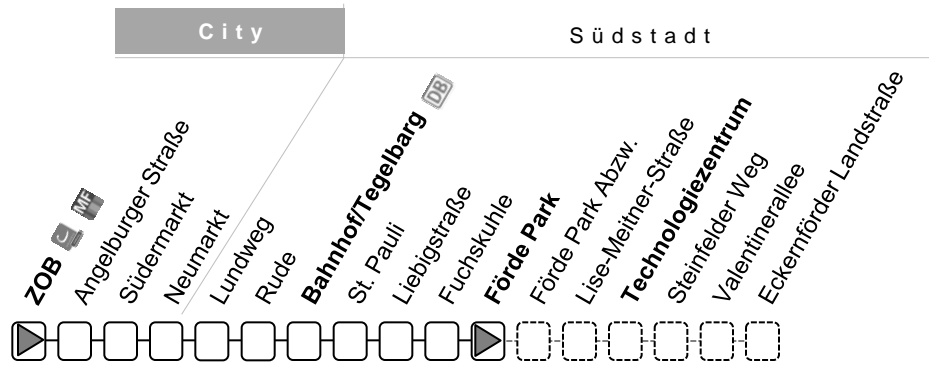 City
Südstadt
ZOB MF
Angelburger Straße
Südermarkt
Neumarkt
Lundweg
Rude
Bahnhof/Tegelbarg DB
St. Pauli
Liebigstraße
Fuchskuhle
Förde Park
Förde Park Abzw.
Lise-Meitner-Straße
Technologiezentrum
Steinfelder Weg
Valentinerallee
Eckernförder Landstraße